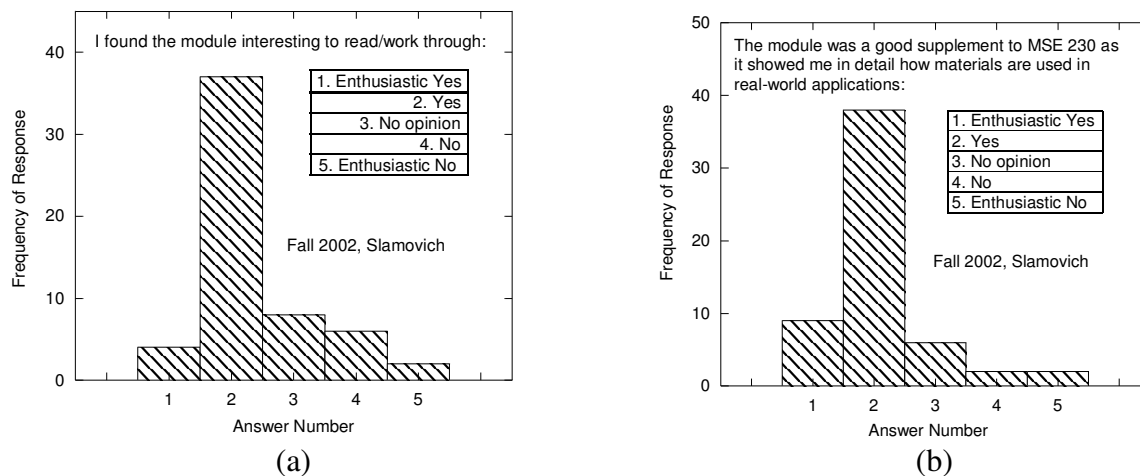 I found the module interesting to read/work through:
1. Enthusiastic Yes
2. Yes
3. No opinion
4. No
5. Enthusiastic No
Fall 2002, Slamovich
Frequency of Response
40
30
20
10
0
1 2 3 4 5
Answer Number
(a)
The module was a good supplement to MSE 230 as
it showed me in detail how materials are used in
real-world applications:
1. Enthusiastic Yes
2. Yes
3. No opinion
4. No
5. Enthusiastic No
Fall 2002, Slamovich
Frequency of Response
50
40
30
20
10
0
1 2 3 4 5
Answer Number
(b)